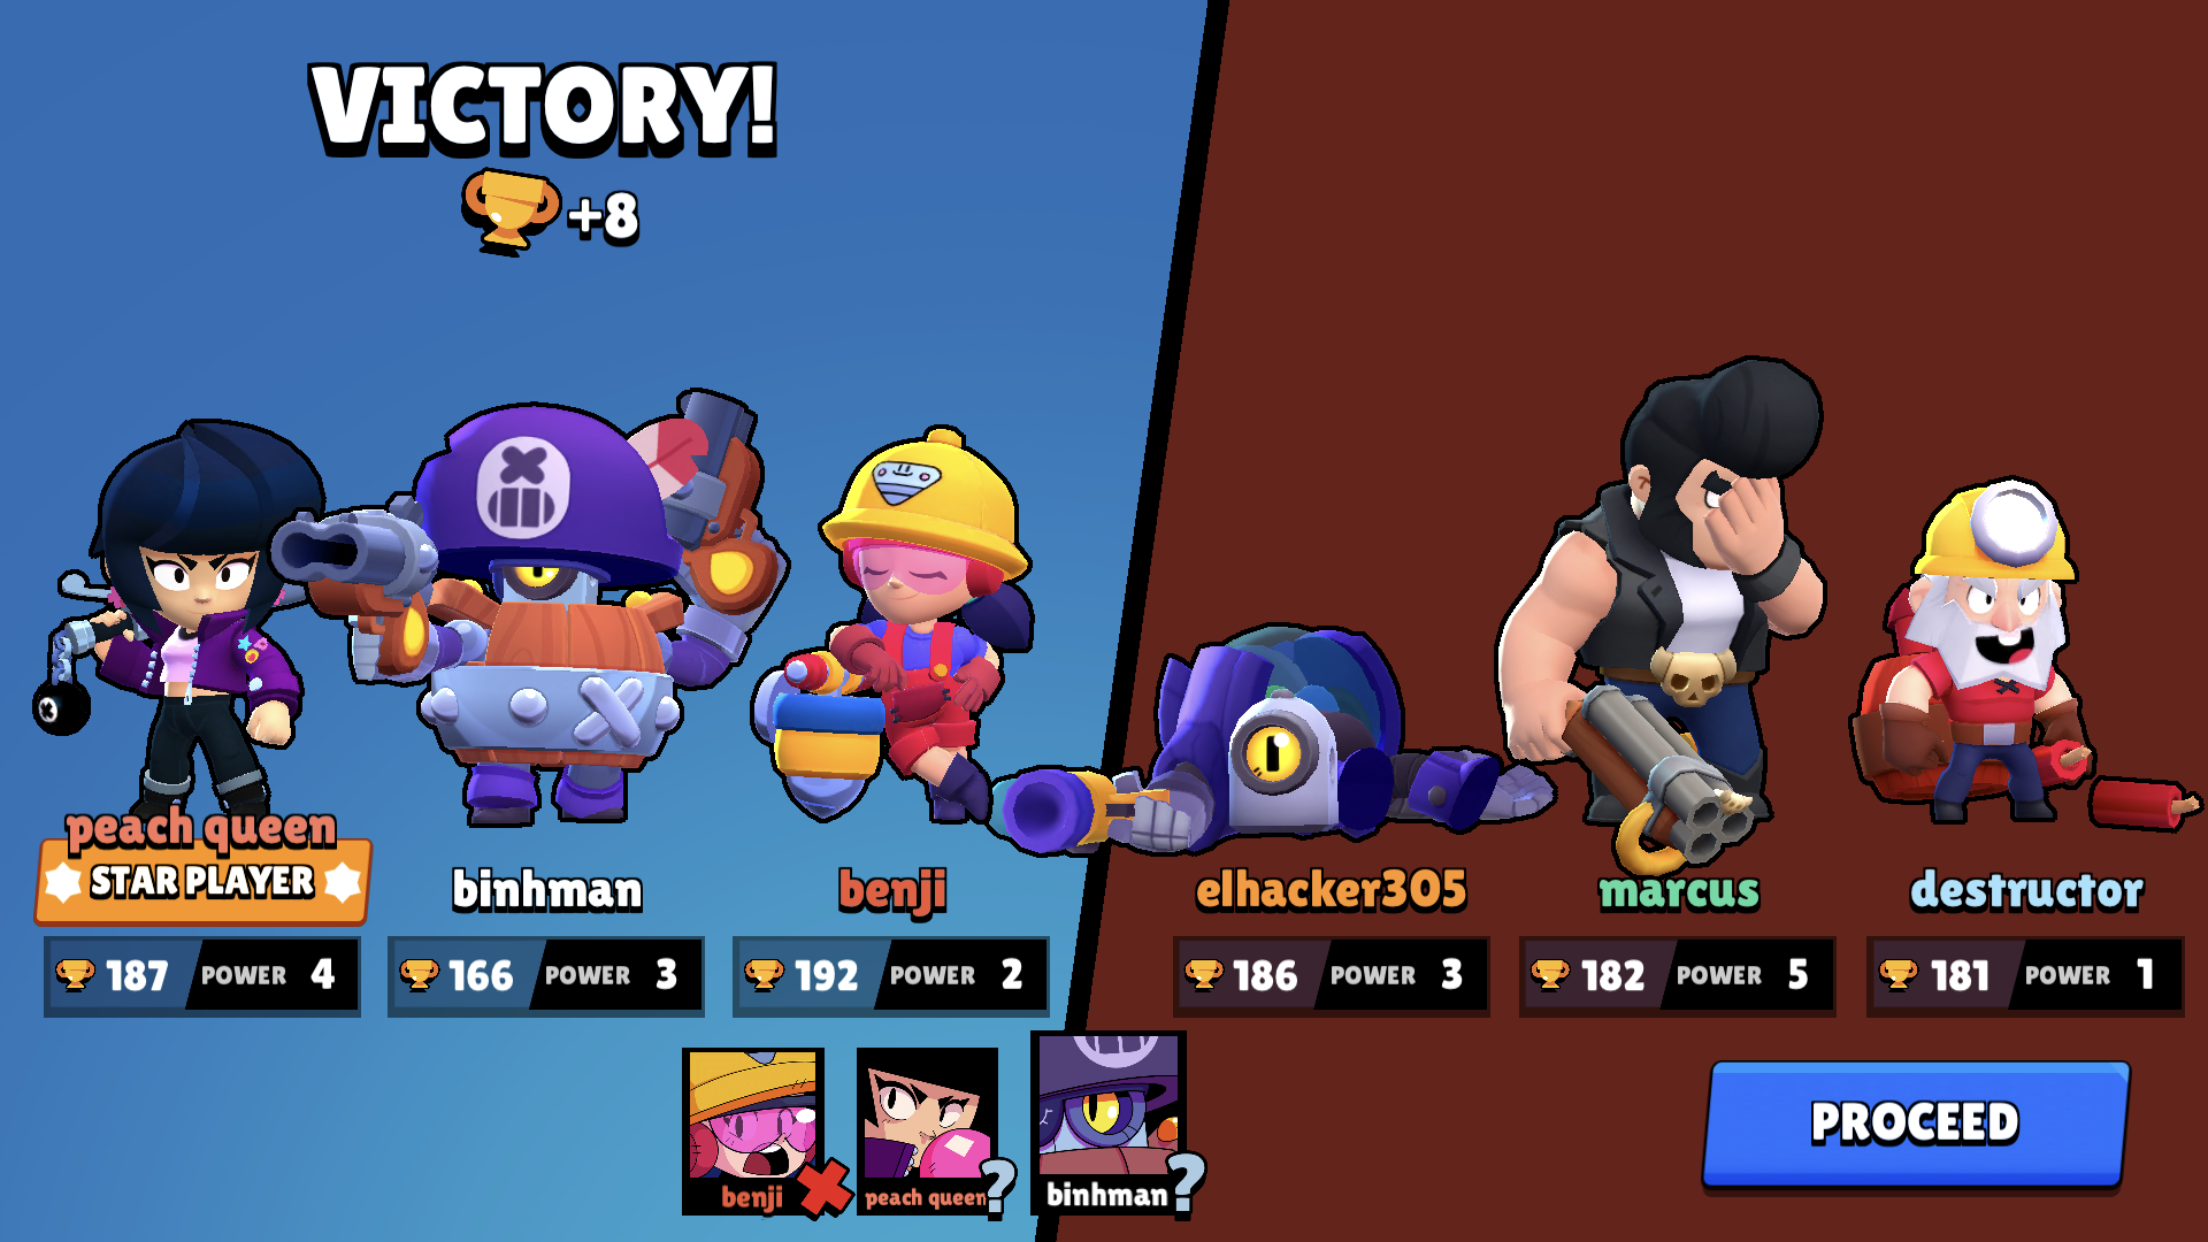 VICTORY!
+8
peach queen
STAR PLAYER
binhman
benji
elhacker305
marcus
destructor
187 POWER 4
166 POWER 3
192 POWER 2
186 POWER 3
182 POWER 5
181 POWER 1
benji
peach queen ?
binhman ?
PROCEED